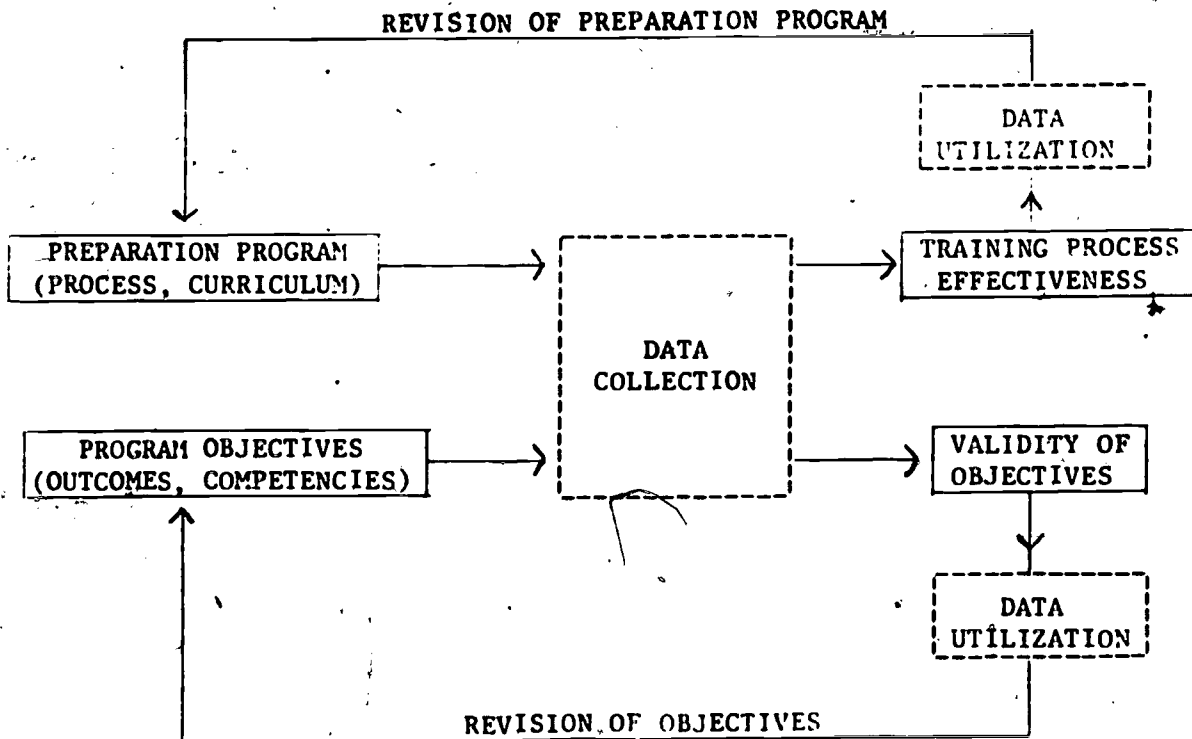 REVISION OF PREPARATION PROGRAM
DATA
UTILIZATION
PREPARATION PROGRAM
(PROCESS, CURRICULUM)
TRAINING PROCESS
EFFECTIVENESS
DATA
COLLECTION
PROGRAM OBJECTIVES
(OUTCOMES, COMPETENCIES)
VALIDITY OF
OBJECTIVES
DATA
UTILIZATION
REVISION OF OBJECTIVES